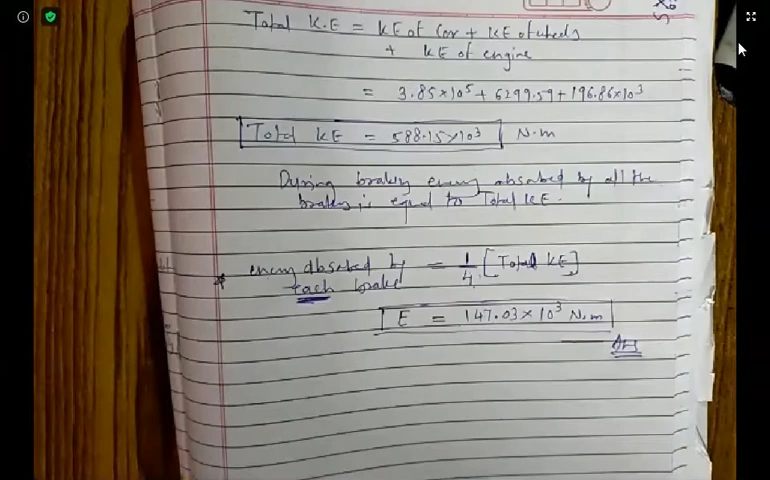 Total K.E = KE of Car + KE of wheels
+ KE of engine
= 3.85×10⁵ + 6299.59 + 196.86×10³
Total KE = 588.15×10³ N.m
During braking energy absorbed by all the
brakes is equal to Total KE.
energy absorbed by = 1/4 [Total KE]
each brake
E = 147.03×10³ N.m